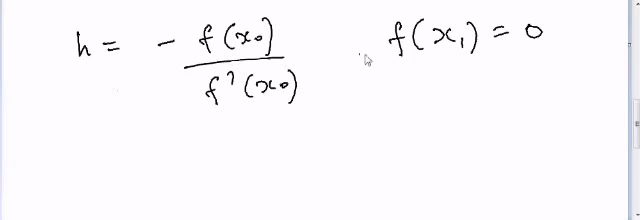 h = - f(x₀) / f'(x₀)    f(x₁) = 0